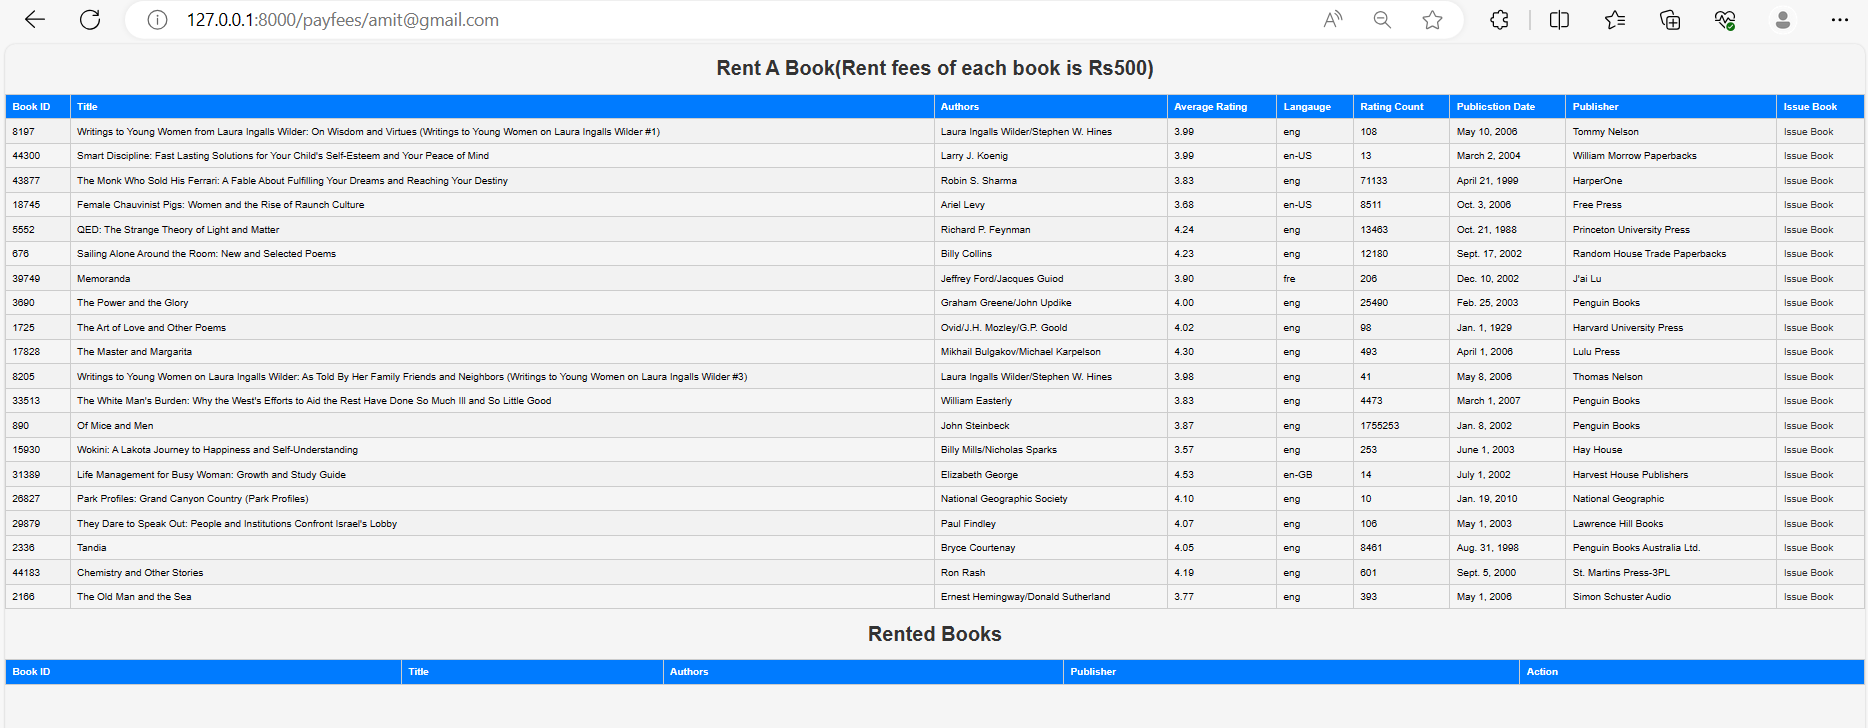 127.0.0.1:8000/payfees/amit@gmail.com
Rent A Book(Rent fees of each book is Rs500)
Book ID Title Authors Average Rating Langauge Rating Count Publicstion Date Publisher Issue Book
8197 Writings to Young Women from Laura Ingalls Wilder: On Wisdom and Virtues (Writings to Young Women on Laura Ingalls Wilder #1) Laura Ingalls Wilder/Stephen W. Hines 3.99 eng 108 May 10, 2006 Tommy Nelson Issue Book
44300 Smart Discipline: Fast Lasting Solutions for Your Child's Self-Esteem and Your Peace of Mind Larry J. Koenig 3.99 en-US 13 March 2, 2004 William Morrow Paperbacks Issue Book
43877 The Monk Who Sold His Ferrari: A Fable About Fulfilling Your Dreams and Reaching Your Destiny Robin S. Sharma 3.83 eng 71133 April 21, 1999 HarperOne Issue Book
18745 Female Chauvinist Pigs: Women and the Rise of Raunch Culture Ariel Levy 3.68 en-US 8511 Oct. 3, 2006 Free Press Issue Book
5552 QED: The Strange Theory of Light and Matter Richard P. Feynman 4.24 eng 13463 Oct. 21, 1988 Princeton University Press Issue Book
676 Sailing Alone Around the Room: New and Selected Poems Billy Collins 4.23 eng 12180 Sept. 17, 2002 Random House Trade Paperbacks Issue Book
39749 Memoranda Jeffrey Ford/Jacques Guiod 3.90 fre 206 Dec. 10, 2002 J'ai Lu Issue Book
3690 The Power and the Glory Graham Greene/John Updike 4.00 eng 25490 Feb. 25, 2003 Penguin Books Issue Book
1725 The Art of Love and Other Poems Ovid/J.H. Mozley/G.P. Goold 4.02 eng 98 Jan. 1, 1929 Harvard University Press Issue Book
17828 The Master and Margarita Mikhail Bulgakov/Michael Karpelson 4.30 eng 493 April 1, 2006 Lulu Press Issue Book
8205 Writings to Young Women on Laura Ingalls Wilder: As Told By Her Family Friends and Neighbors (Writings to Young Women on Laura Ingalls Wilder #3) Laura Ingalls Wilder/Stephen W. Hines 3.98 eng 41 May 8, 2006 Thomas Nelson Issue Book
33513 The White Man's Burden: Why the West's Efforts to Aid the Rest Have Done So Much Ill and So Little Good William Easterly 3.83 eng 4473 March 1, 2007 Penguin Books Issue Book
890 Of Mice and Men John Steinbeck 3.87 eng 1755253 Jan. 8, 2002 Penguin Books Issue Book
15930 Wokini: A Lakota Journey to Happiness and Self-Understanding Billy Mills/Nicholas Sparks 3.57 eng 253 June 1, 2003 Hay House Issue Book
31389 Life Management for Busy Woman: Growth and Study Guide Elizabeth George 4.53 en-GB 14 July 1, 2002 Harvest House Publishers Issue Book
26827 Park Profiles: Grand Canyon Country (Park Profiles) National Geographic Society 4.10 eng 10 Jan. 19, 2010 National Geographic Issue Book
29879 They Dare to Speak Out: People and Institutions Confront Israel's Lobby Paul Findley 4.07 eng 106 May 1, 2003 Lawrence Hill Books Issue Book
2336 Tandia Bryce Courtenay 4.05 eng 8461 Aug. 31, 1998 Penguin Books Australia Ltd. Issue Book
44183 Chemistry and Other Stories Ron Rash 4.19 eng 601 Sept. 5, 2000 St. Martins Press-3PL Issue Book
2166 The Old Man and the Sea Ernest Hemingway/Donald Sutherland 3.77 eng 393 May 1, 2006 Simon Schuster Audio Issue Book
Rented Books
Book ID Title Authors Publisher Action